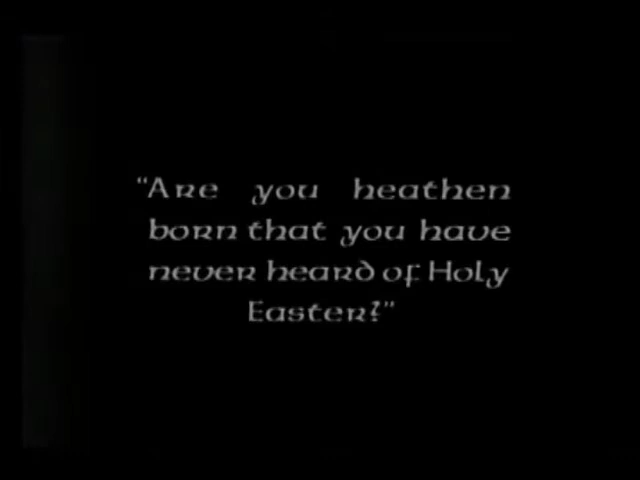 "Are you heathen
born that you have
never heard of Holy
Easter?"